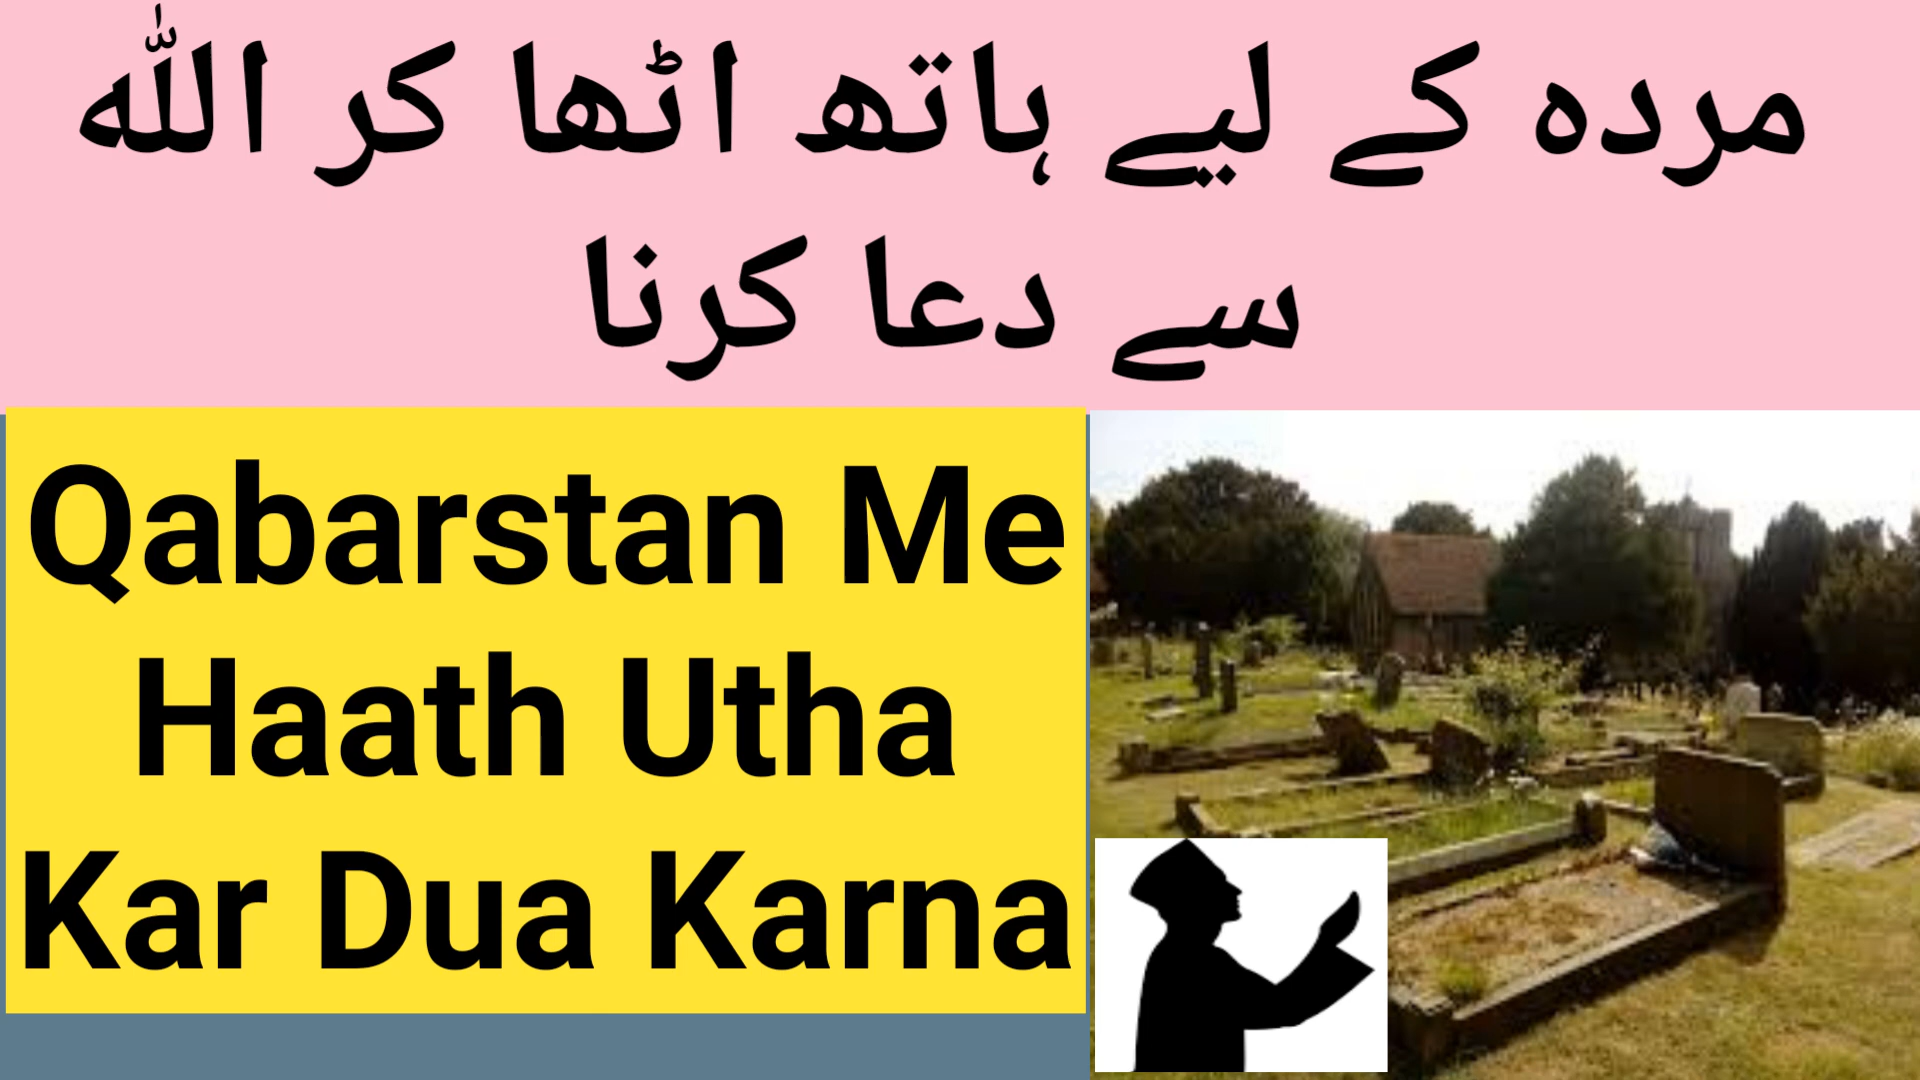 مردہ کے لیے ہاتھ اٹھا کر اللہ
سے دعا کرنا
Qabarstan Me
Haath Utha
Kar Dua Karna